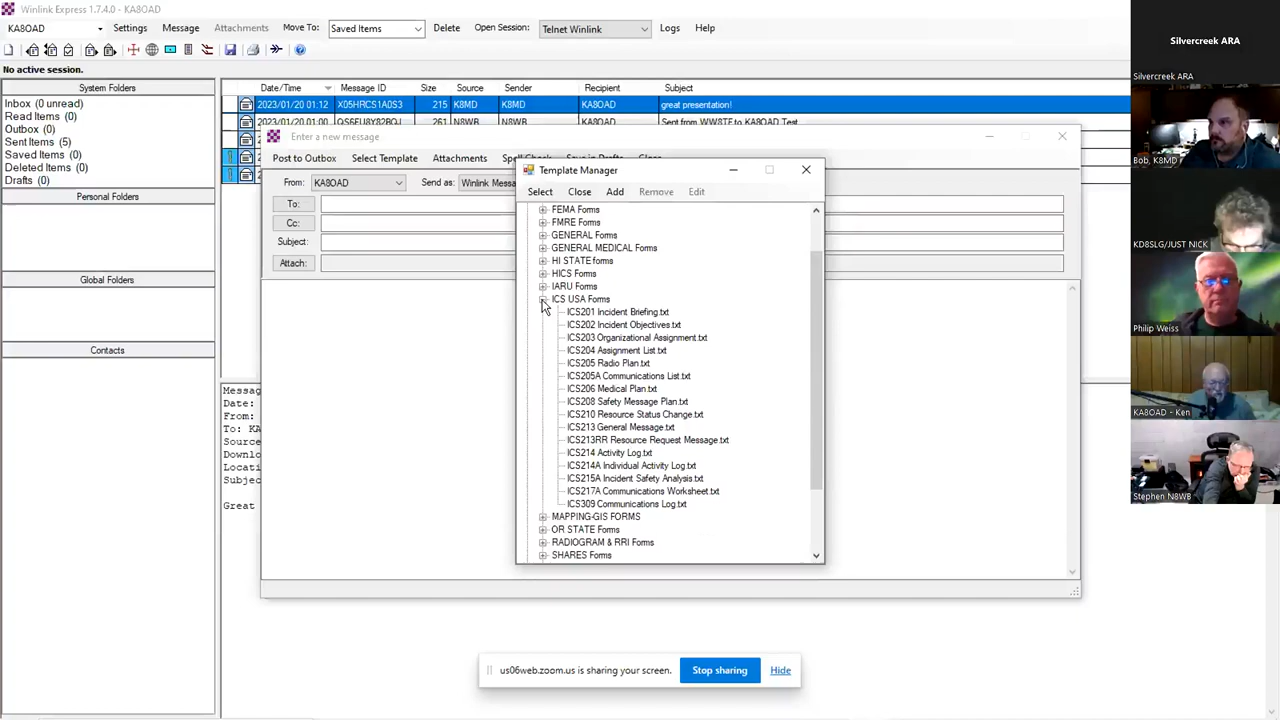 Winlink Express 1.7.4.0 - KA8OAD
KA8OAD Settings Message Attachments Move To: Saved Items Delete Open Session: Telnet Winlink Logs Help
No active session.
System Folders
Inbox (0 unread)
Read Items (0)
Outbox (0)
Sent Items (5)
Saved Items (0)
Deleted Items (0)
Drafts (0)
Personal Folders
Global Folders
Contacts
Date/Time Message ID Size Source Sender Recipient Subject
2023/01/20 01:12 X05HRCS1A0S3 215 K8MD K8MD KA8OAD great presentation!
2023/01/20 01:00 261 N8WB N8WB KA8OAD Sent from WW8TF to KA8OAD Test
Enter a new message
Post to Outbox Select Template Attachments Spell Check Save in Drafts Close
From: KA8OAD Send as: Winlink Messa
To:
Cc:
Subject:
Attach:
Template Manager
Select Close Add Remove Edit
FEMA Forms
FMRE Forms
GENERAL Forms
GENERAL MEDICAL Forms
HI STATE forms
HICS Forms
IARU Forms
ICS USA Forms
ICS201 Incident Briefing.txt
ICS202 Incident Objectives.txt
ICS203 Organizational Assignment.txt
ICS204 Assignment List.txt
ICS205 Radio Plan.txt
ICS205A Communications List.txt
ICS206 Medical Plan.txt
ICS208 Safety Message Plan.txt
ICS210 Resource Status Change.txt
ICS213 General Message.txt
ICS213RR Resource Request Message.txt
ICS214 Activity Log.txt
ICS214A Individual Activity Log.txt
ICS215A Incident Safety Analysis.txt
ICS217A Communications Worksheet.txt
ICS309 Communications Log.txt
MAPPING-GIS FORMS
OR STATE Forms
RADIOGRAM & RRI Forms
SHARES Forms
Messag
Date:
From:
To: KA
Source
Downlo
Locati
Subjec
Great
us06web.zoom.us is sharing your screen. Stop sharing Hide
Silvercreek ARA
Silvercreek ARA
Bob, K8MD
KD8SLG/JUST NICK
Philip Weiss
KA8OAD - Ken
Stephen N8WB